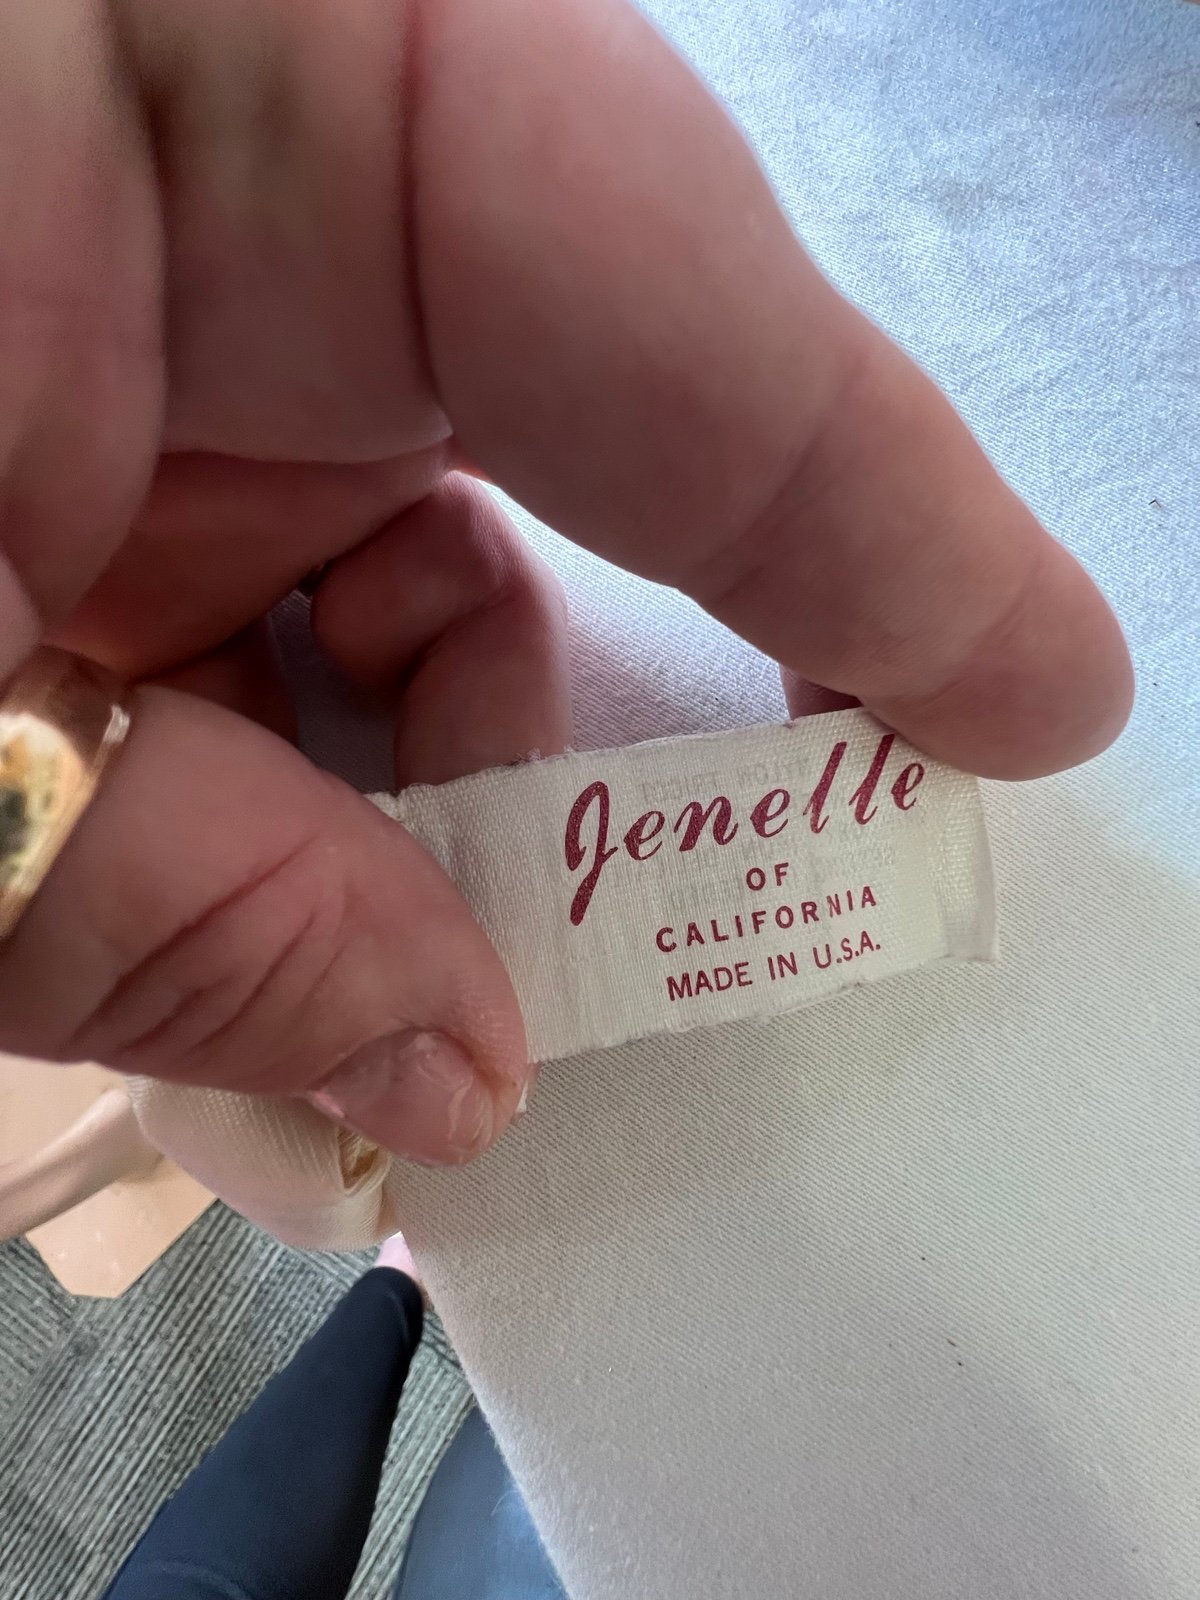 Jenelle
OF
CALIFORNIA
MADE IN U.S.A.